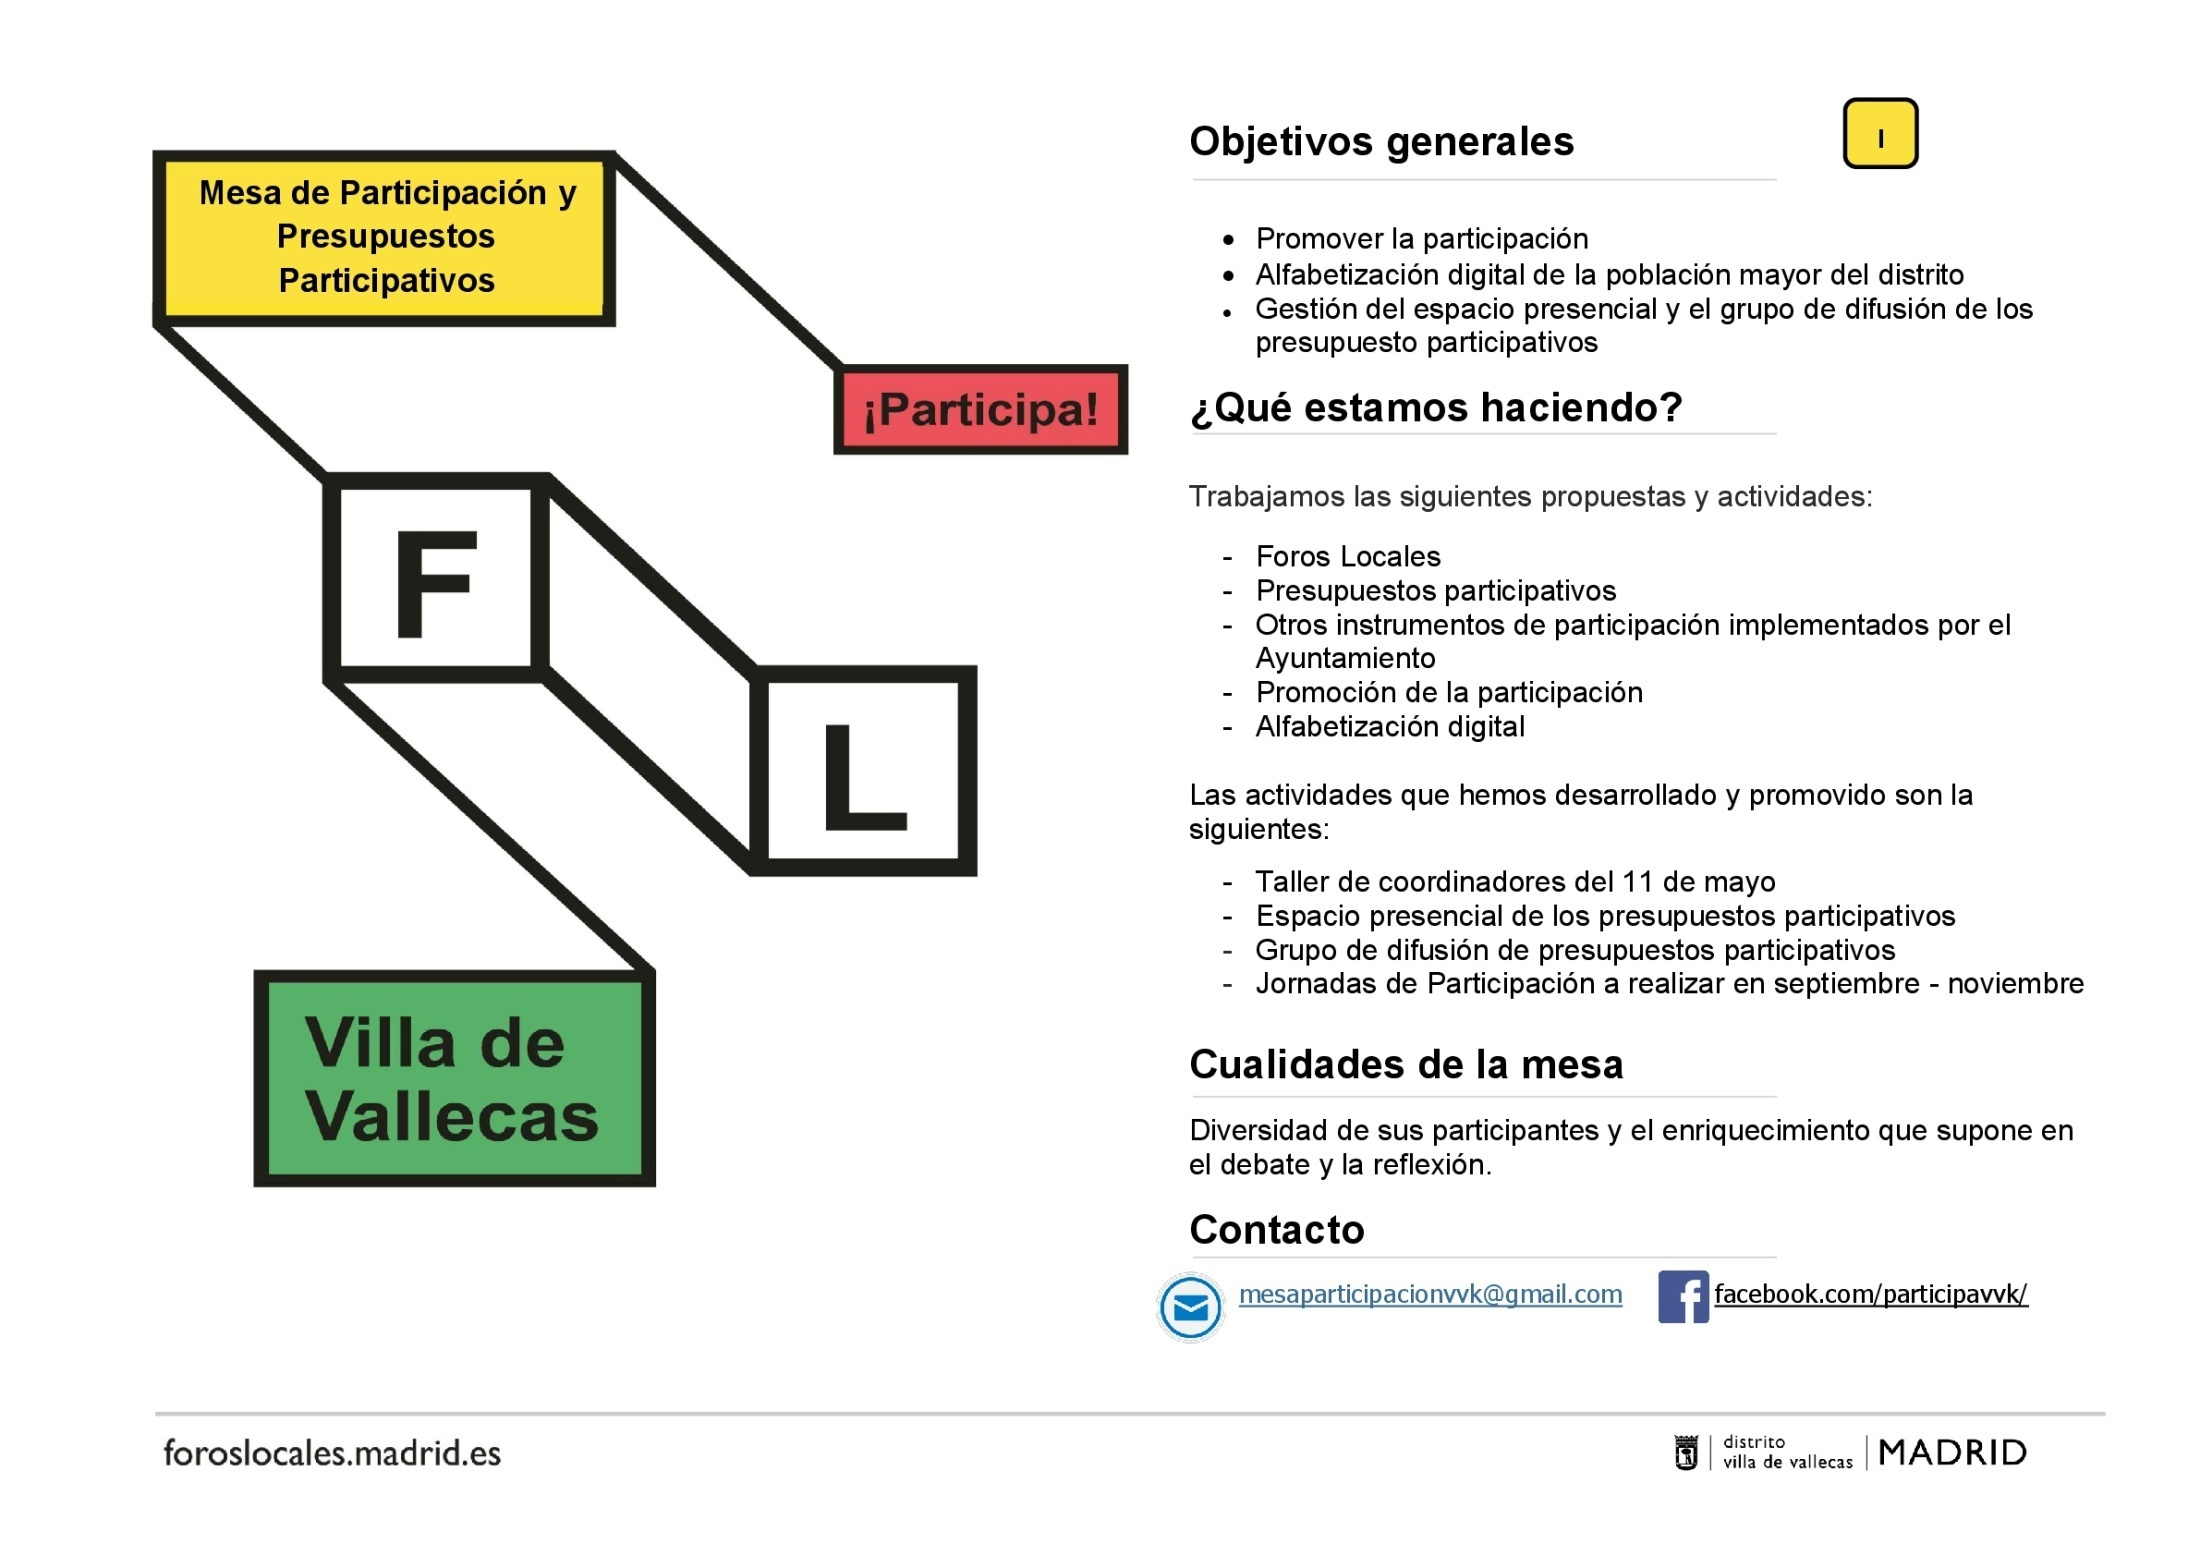 Mesa de Participación y
Presupuestos
Participativos
¡Participa!
F
L
Villa de
Vallecas
Objetivos generales
I
• Promover la participación
• Alfabetización digital de la población mayor del distrito
• Gestión del espacio presencial y el grupo de difusión de los
presupuesto participativos
¿Qué estamos haciendo?
Trabajamos las siguientes propuestas y actividades:
- Foros Locales
- Presupuestos participativos
- Otros instrumentos de participación implementados por el
Ayuntamiento
- Promoción de la participación
- Alfabetización digital
Las actividades que hemos desarrollado y promovido son la
siguientes:
- Taller de coordinadores del 11 de mayo
- Espacio presencial de los presupuestos participativos
- Grupo de difusión de presupuestos participativos
- Jornadas de Participación a realizar en septiembre - noviembre
Cualidades de la mesa
Diversidad de sus participantes y el enriquecimiento que supone en
el debate y la reflexión.
Contacto
mesaparticipacionvvk@gmail.com
facebook.com/participavvk/
foroslocales.madrid.es
distrito
villa de vallecas
MADRID